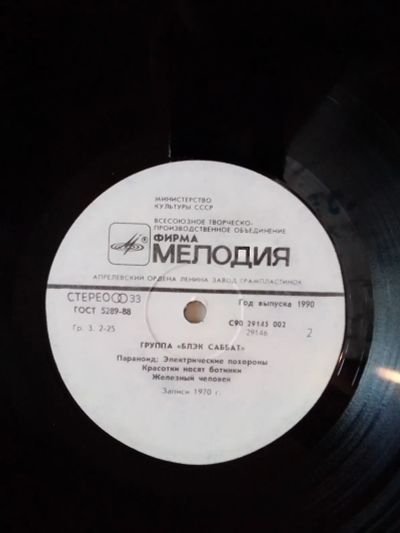 МИНИСТЕРСТВО
КУЛЬТУРЫ СССР
ВСЕСОЮЗНОЕ ТВОРЧЕСКО-
ПРОИЗВОДСТВЕННОЕ ОБЪЕДИНЕНИЕ
ФИРМА
МЕЛОДИЯ
АПРЕЛЕВСКИЙ ОРДЕНА ЛЕНИНА ЗАВОД ГРАМПЛАСТИНОК
СТЕРЕО 33 Год выпуска 1990
ГОСТ 5289-88 С90 29145 002
Гр. 3. 2-25 29146 2
ГРУППА «БЛЭК САББАТ»
Параноид; Электрические похороны
Красотки носят ботинки
Железный человек
Записи 1970 г.